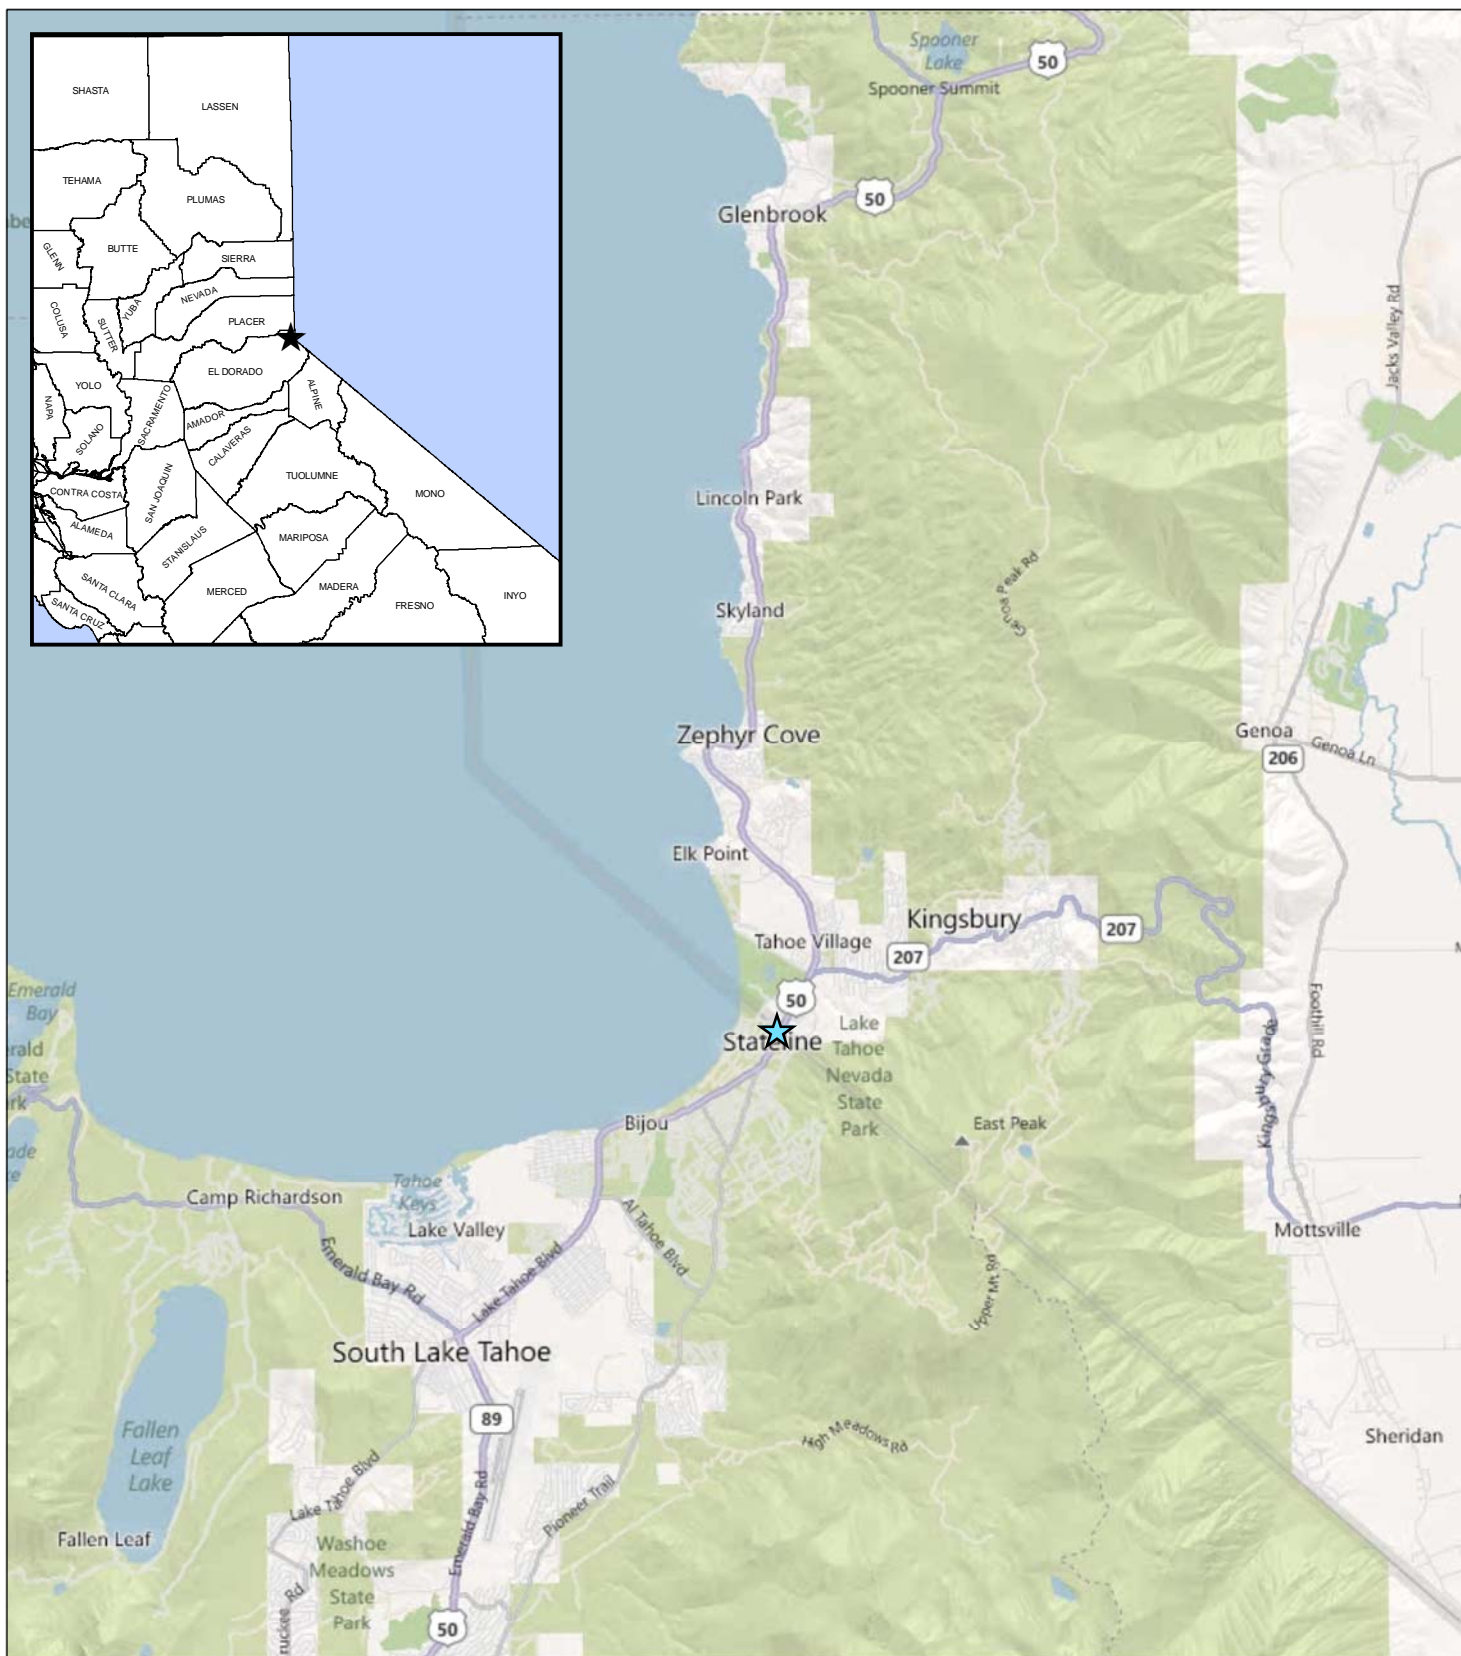 Spooner
Lake
50
Spooner Summit
SHASTA
LASSEN
TEHAMA
PLUMAS
50
Glenbrook
BUTTE
GLENN
SIERRA
NEVADA
YUBA
COLUSA
SUTTER
PLACER
EL DORADO
YOLO
NAPA
ALPINE
SACRAMENTO
AMADOR
SOLANO
CALAVERAS
TUOLUMNE
CONTRA COSTA
SAN JOAQUIN
MONO
ALAMEDA
STANISLAUS
MARIPOSA
SANTA CLARA
MERCED
MADERA
INYO
SANTA CRUZ
FRESNO
Jacks Valley Rd
Lincoln Park
Genoa Peak Rd
Skyland
Zephyr Cove
Genoa
Genoa Ln
206
Elk Point
Kingsbury
207
Tahoe Village
207
Emerald
Bay
50
Foothill Rd
Stateline
Lake
Tahoe
Nevada
State
Park
State
Kingsbury Grade
Bijou
East Peak
Tahoe
Keys
Camp Richardson
Lake Valley
Al Tahoe Blvd
Mottsville
Emerald Bay Rd
Lake Tahoe Blvd
Upper Mt Rd
South Lake Tahoe
89
Fallen
Leaf
Lake
High Meadows Rd
Sheridan
Lake Tahoe Blvd
Emerald Bay Rd
Pioneer Trail
Fallen Leaf
Washoe
Meadows
State
Park
Rd
50